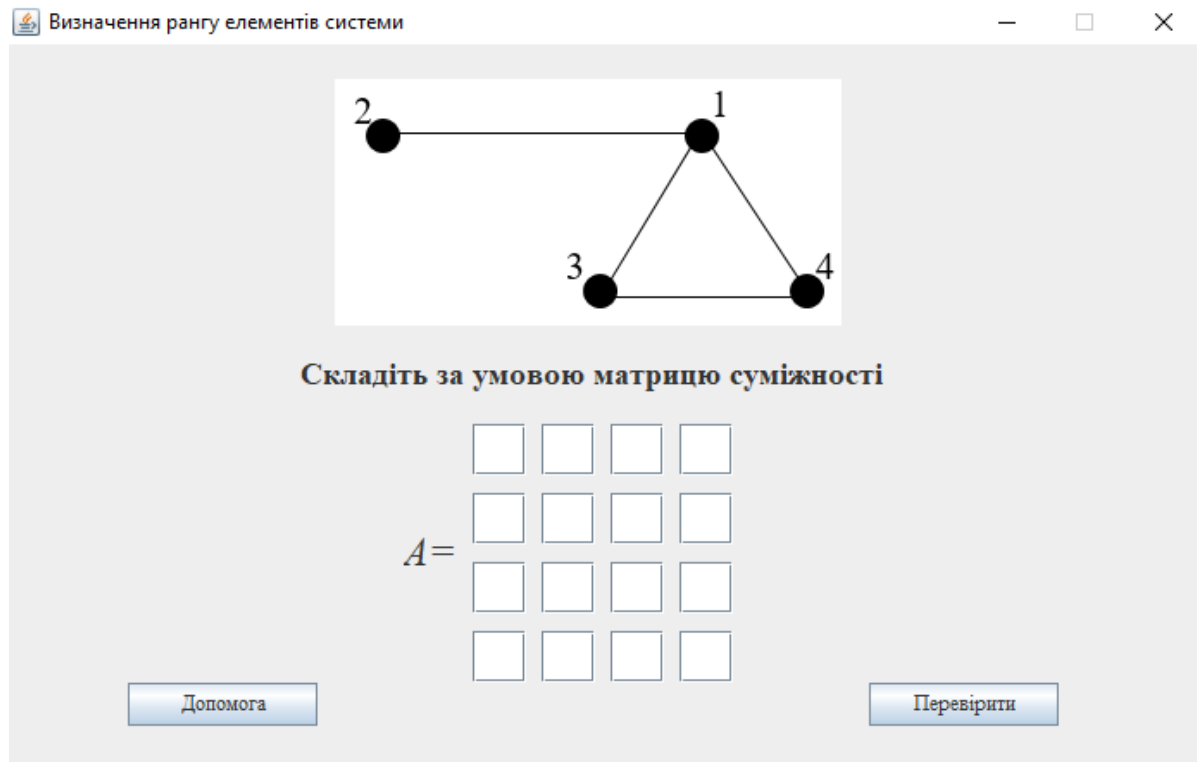 Визначення рангу елементів системи
2
1
3
4
Складіть за умовою матрицю суміжності
A=
Допомога
Перевірити